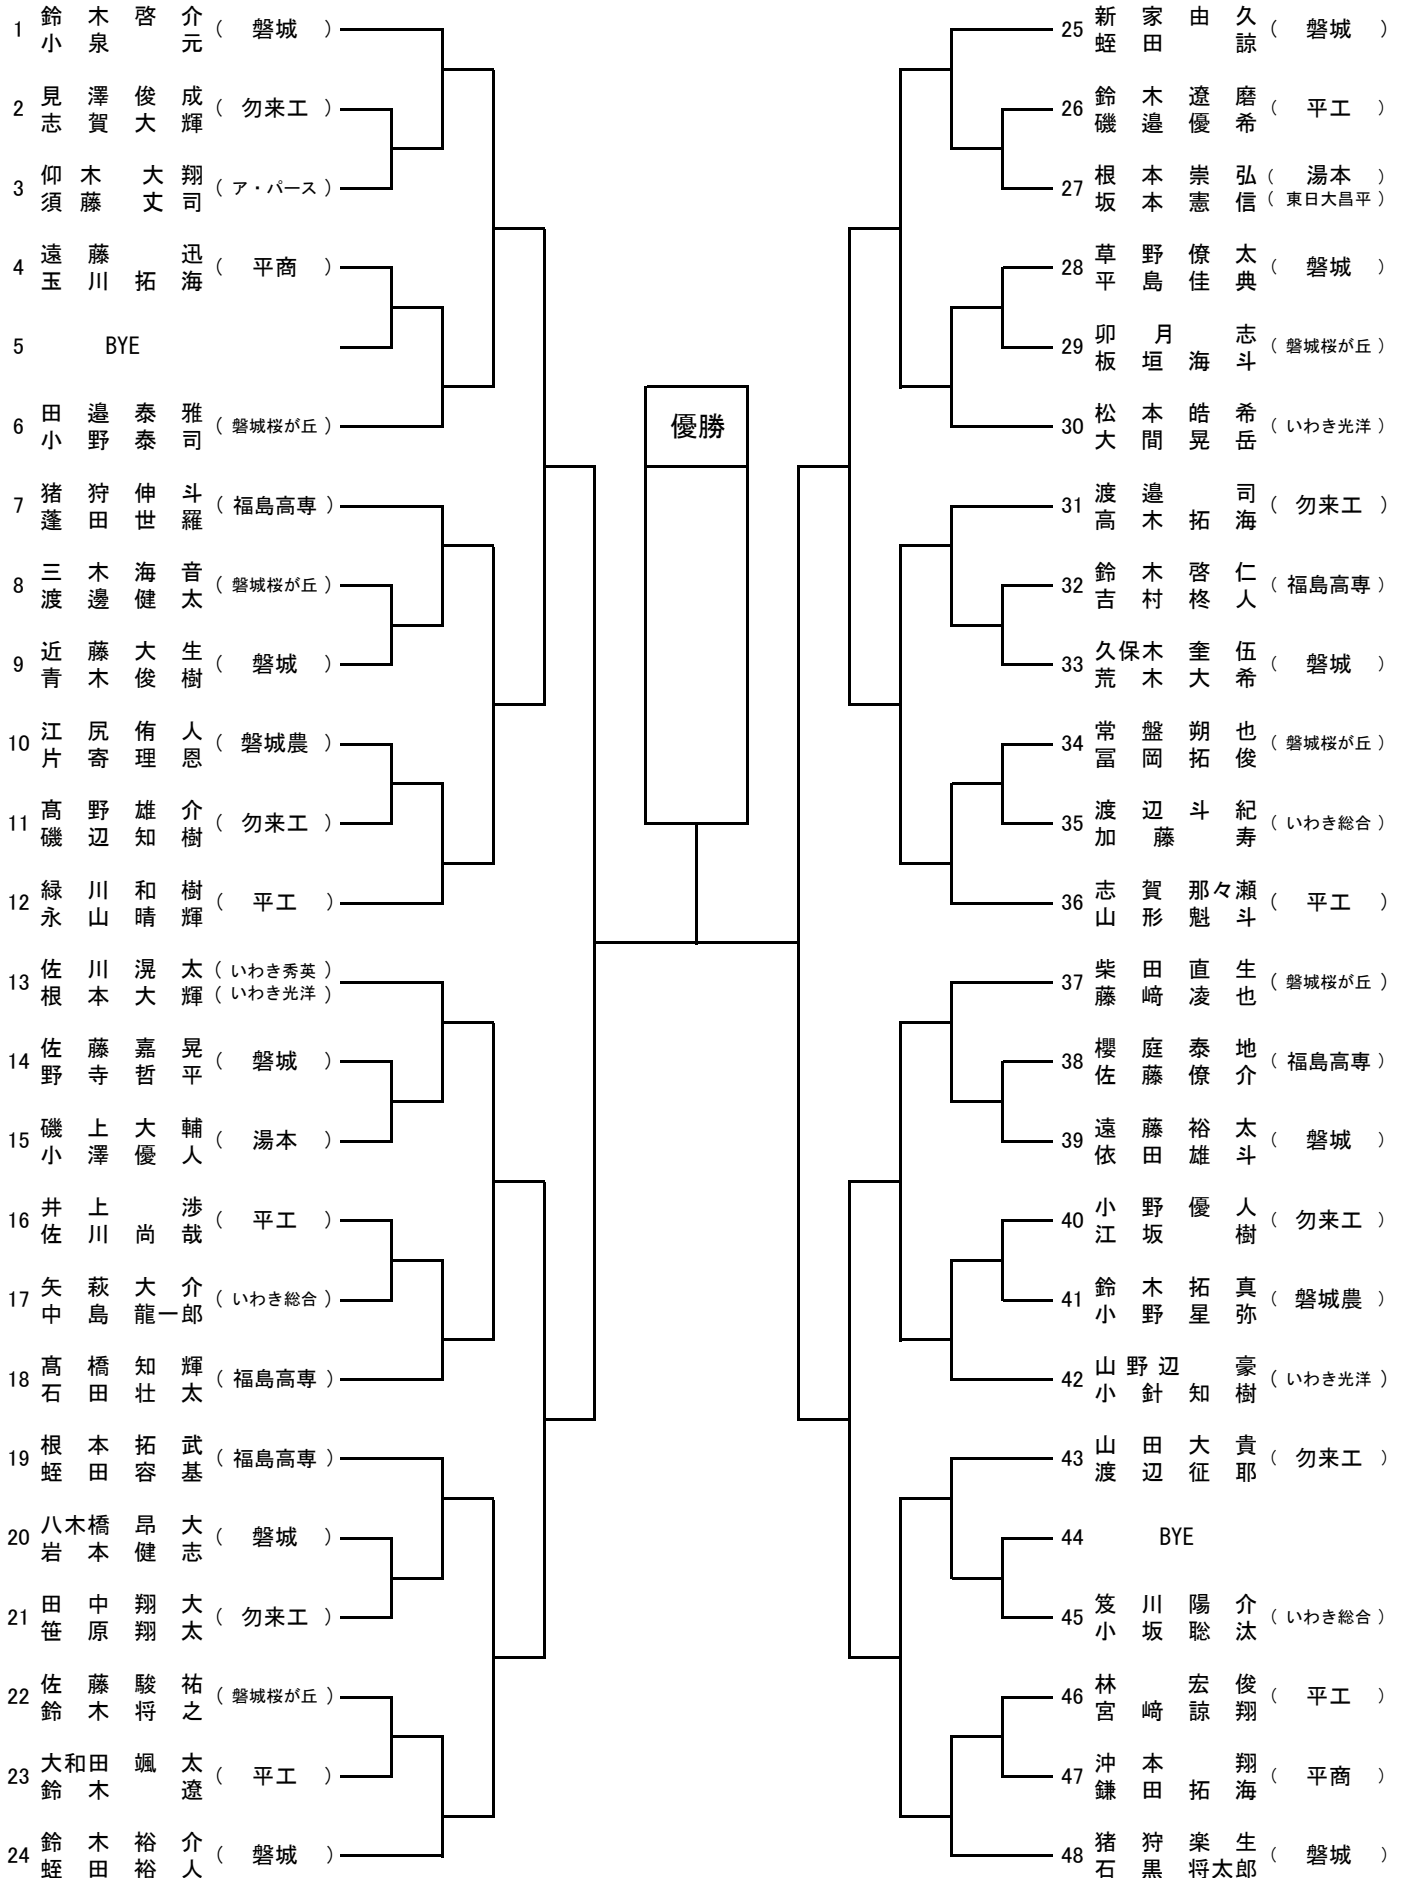 1 鈴木啓介 ( 磐城 )
小泉元
2 見澤俊成 ( 勿来工 )
志賀大輝
3 仰木大翔 ( ア・パース )
須藤丈司
4 遠藤迅 ( 平商 )
玉川拓海
5 BYE
6 田邉泰雅 ( 磐城桜が丘 )
小野泰司
7 猪狩伸斗 ( 福島高専 )
蓬田世羅
8 三木海音 ( 磐城桜が丘 )
渡邊健太
9 近藤大生 ( 磐城 )
青木俊樹
10 江尻侑人 ( 磐城農 )
片寄理恩
11 髙野雄介 ( 勿来工 )
磯辺知樹
12 緑川和樹 ( 平工 )
永山晴輝
13 佐川滉太 ( いわき秀英 )
根本大輝 ( いわき光洋 )
14 佐藤嘉晃 ( 磐城 )
野寺哲平
15 磯上大輔 ( 湯本 )
小澤優人
16 井上渉 ( 平工 )
佐川尚哉
17 矢萩大介 ( いわき総合 )
中島龍一郎
18 髙橋知輝 ( 福島高専 )
石田壮太
19 根本拓武 ( 福島高専 )
蛭田容基
20 八木橋昂大 ( 磐城 )
岩本健志
21 田中翔大 ( 勿来工 )
笹原翔太
22 佐藤駿祐 ( 磐城桜が丘 )
鈴木将之
23 大和田颯太 ( 平工 )
鈴木遼
24 鈴木裕介 ( 磐城 )
蛭田裕人
優勝
25 新家由久 ( 磐城 )
蛭田諒
26 鈴木遼磨 ( 平工 )
磯邉優希
27 根本崇弘 ( 湯本 )
坂本憲信 ( 東日大昌平 )
28 草野僚太 ( 磐城 )
平島佳典
29 卯月志 ( 磐城桜が丘 )
板垣海斗
30 松本皓希 ( いわき光洋 )
大間晃岳
31 渡邉司 ( 勿来工 )
高木拓海
32 鈴木啓仁 ( 福島高専 )
吉村柊人
33 久保木奎伍 ( 磐城 )
荒木大希
34 常盤朔也 ( 磐城桜が丘 )
冨岡拓俊
35 渡辺斗紀 ( いわき総合 )
加藤寿
36 志賀那々瀬 ( 平工 )
山形魁斗
37 柴田直生 ( 磐城桜が丘 )
藤﨑凌也
38 櫻庭泰地 ( 福島高専 )
佐藤僚介
39 遠藤裕太 ( 磐城 )
依田雄斗
40 小野優人 ( 勿来工 )
江坂樹
41 鈴木拓真 ( 磐城農 )
小野星弥
42 山野辺豪 ( いわき光洋 )
小針知樹
43 山田大貴 ( 勿来工 )
渡辺征耶
44 BYE
45 笈川陽介 ( いわき総合 )
小坂聡汰
46 林宏俊 ( 平工 )
宮﨑諒翔
47 沖本翔 ( 平商 )
鎌田拓海
48 猪狩楽生 ( 磐城 )
石黒将太郎